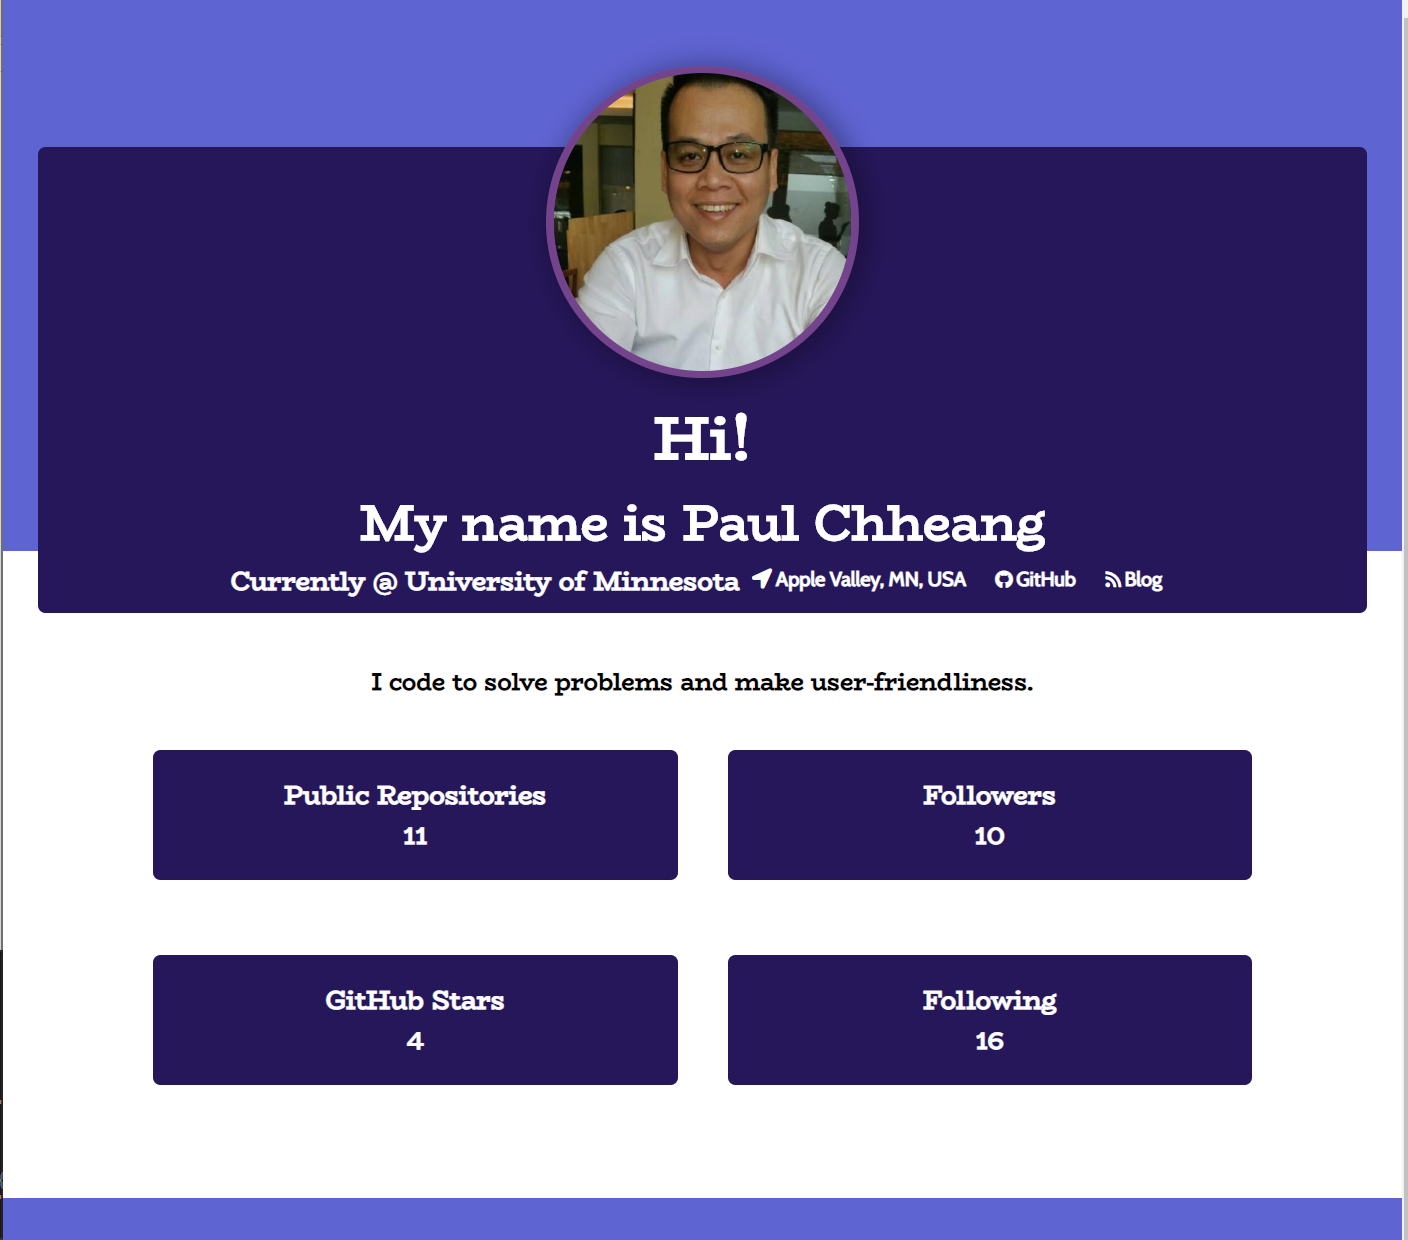 Hi!
My name is Paul Chheang
Currently @ University of Minnesota Apple Valley, MN, USA GitHub Blog
I code to solve problems and make user-friendliness.
Public Repositories
11
Followers
10
GitHub Stars
4
Following
16